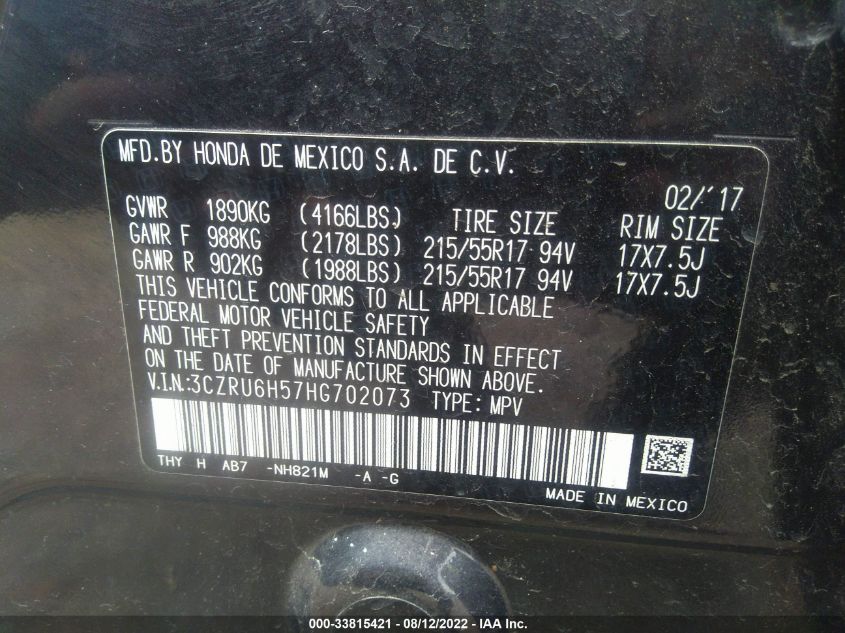 MFD.BY HONDA DE MEXICO S.A. DE C.V.
02/'17
GVWR 1890KG (4166LBS) TIRE SIZE RIM SIZE
GAWR F 988KG (2178LBS) 215/55R17 94V 17X7.5J
GAWR R 902KG (1988LBS) 215/55R17 94V 17X7.5J
THIS VEHICLE CONFORMS TO ALL APPLICABLE
FEDERAL MOTOR VEHICLE SAFETY
AND THEFT PREVENTION STANDARDS IN EFFECT
ON THE DATE OF MANUFACTURE SHOWN ABOVE.
V.I.N.:3CZRU6H57HG702073 TYPE: MPV
THY H AB7 -NH821M -A -G
MADE IN MEXICO
000-33815421 - 08/12/2022 - IAA Inc.